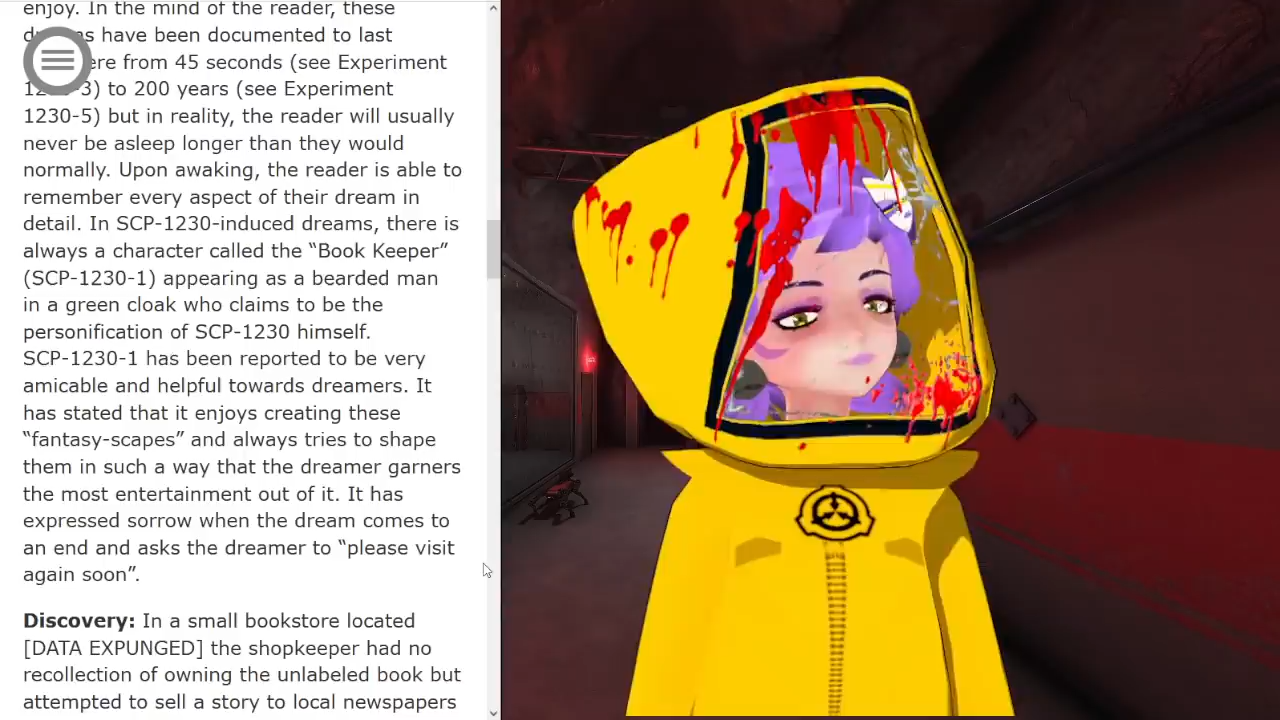 enjoy. In the mind of the reader, these
have been documented to last
from 45 seconds (see Experiment
to 200 years (see Experiment
1230-5) but in reality, the reader will usually
never be asleep longer than they would
normally. Upon awaking, the reader is able to
remember every aspect of their dream in
detail. In SCP-1230-induced dreams, there is
always a character called the “Book Keeper”
(SCP-1230-1) appearing as a bearded man
in a green cloak who claims to be the
personification of SCP-1230 himself.
SCP-1230-1 has been reported to be very
amicable and helpful towards dreamers. It
has stated that it enjoys creating these
“fantasy-scapes” and always tries to shape
them in such a way that the dreamer garners
the most entertainment out of it. It has
expressed sorrow when the dream comes to
an end and asks the dreamer to “please visit
again soon”.
Discovery: In a small bookstore located
[DATA EXPUNGED] the shopkeeper had no
recollection of owning the unlabeled book but
attempted to sell a story to local newspapers